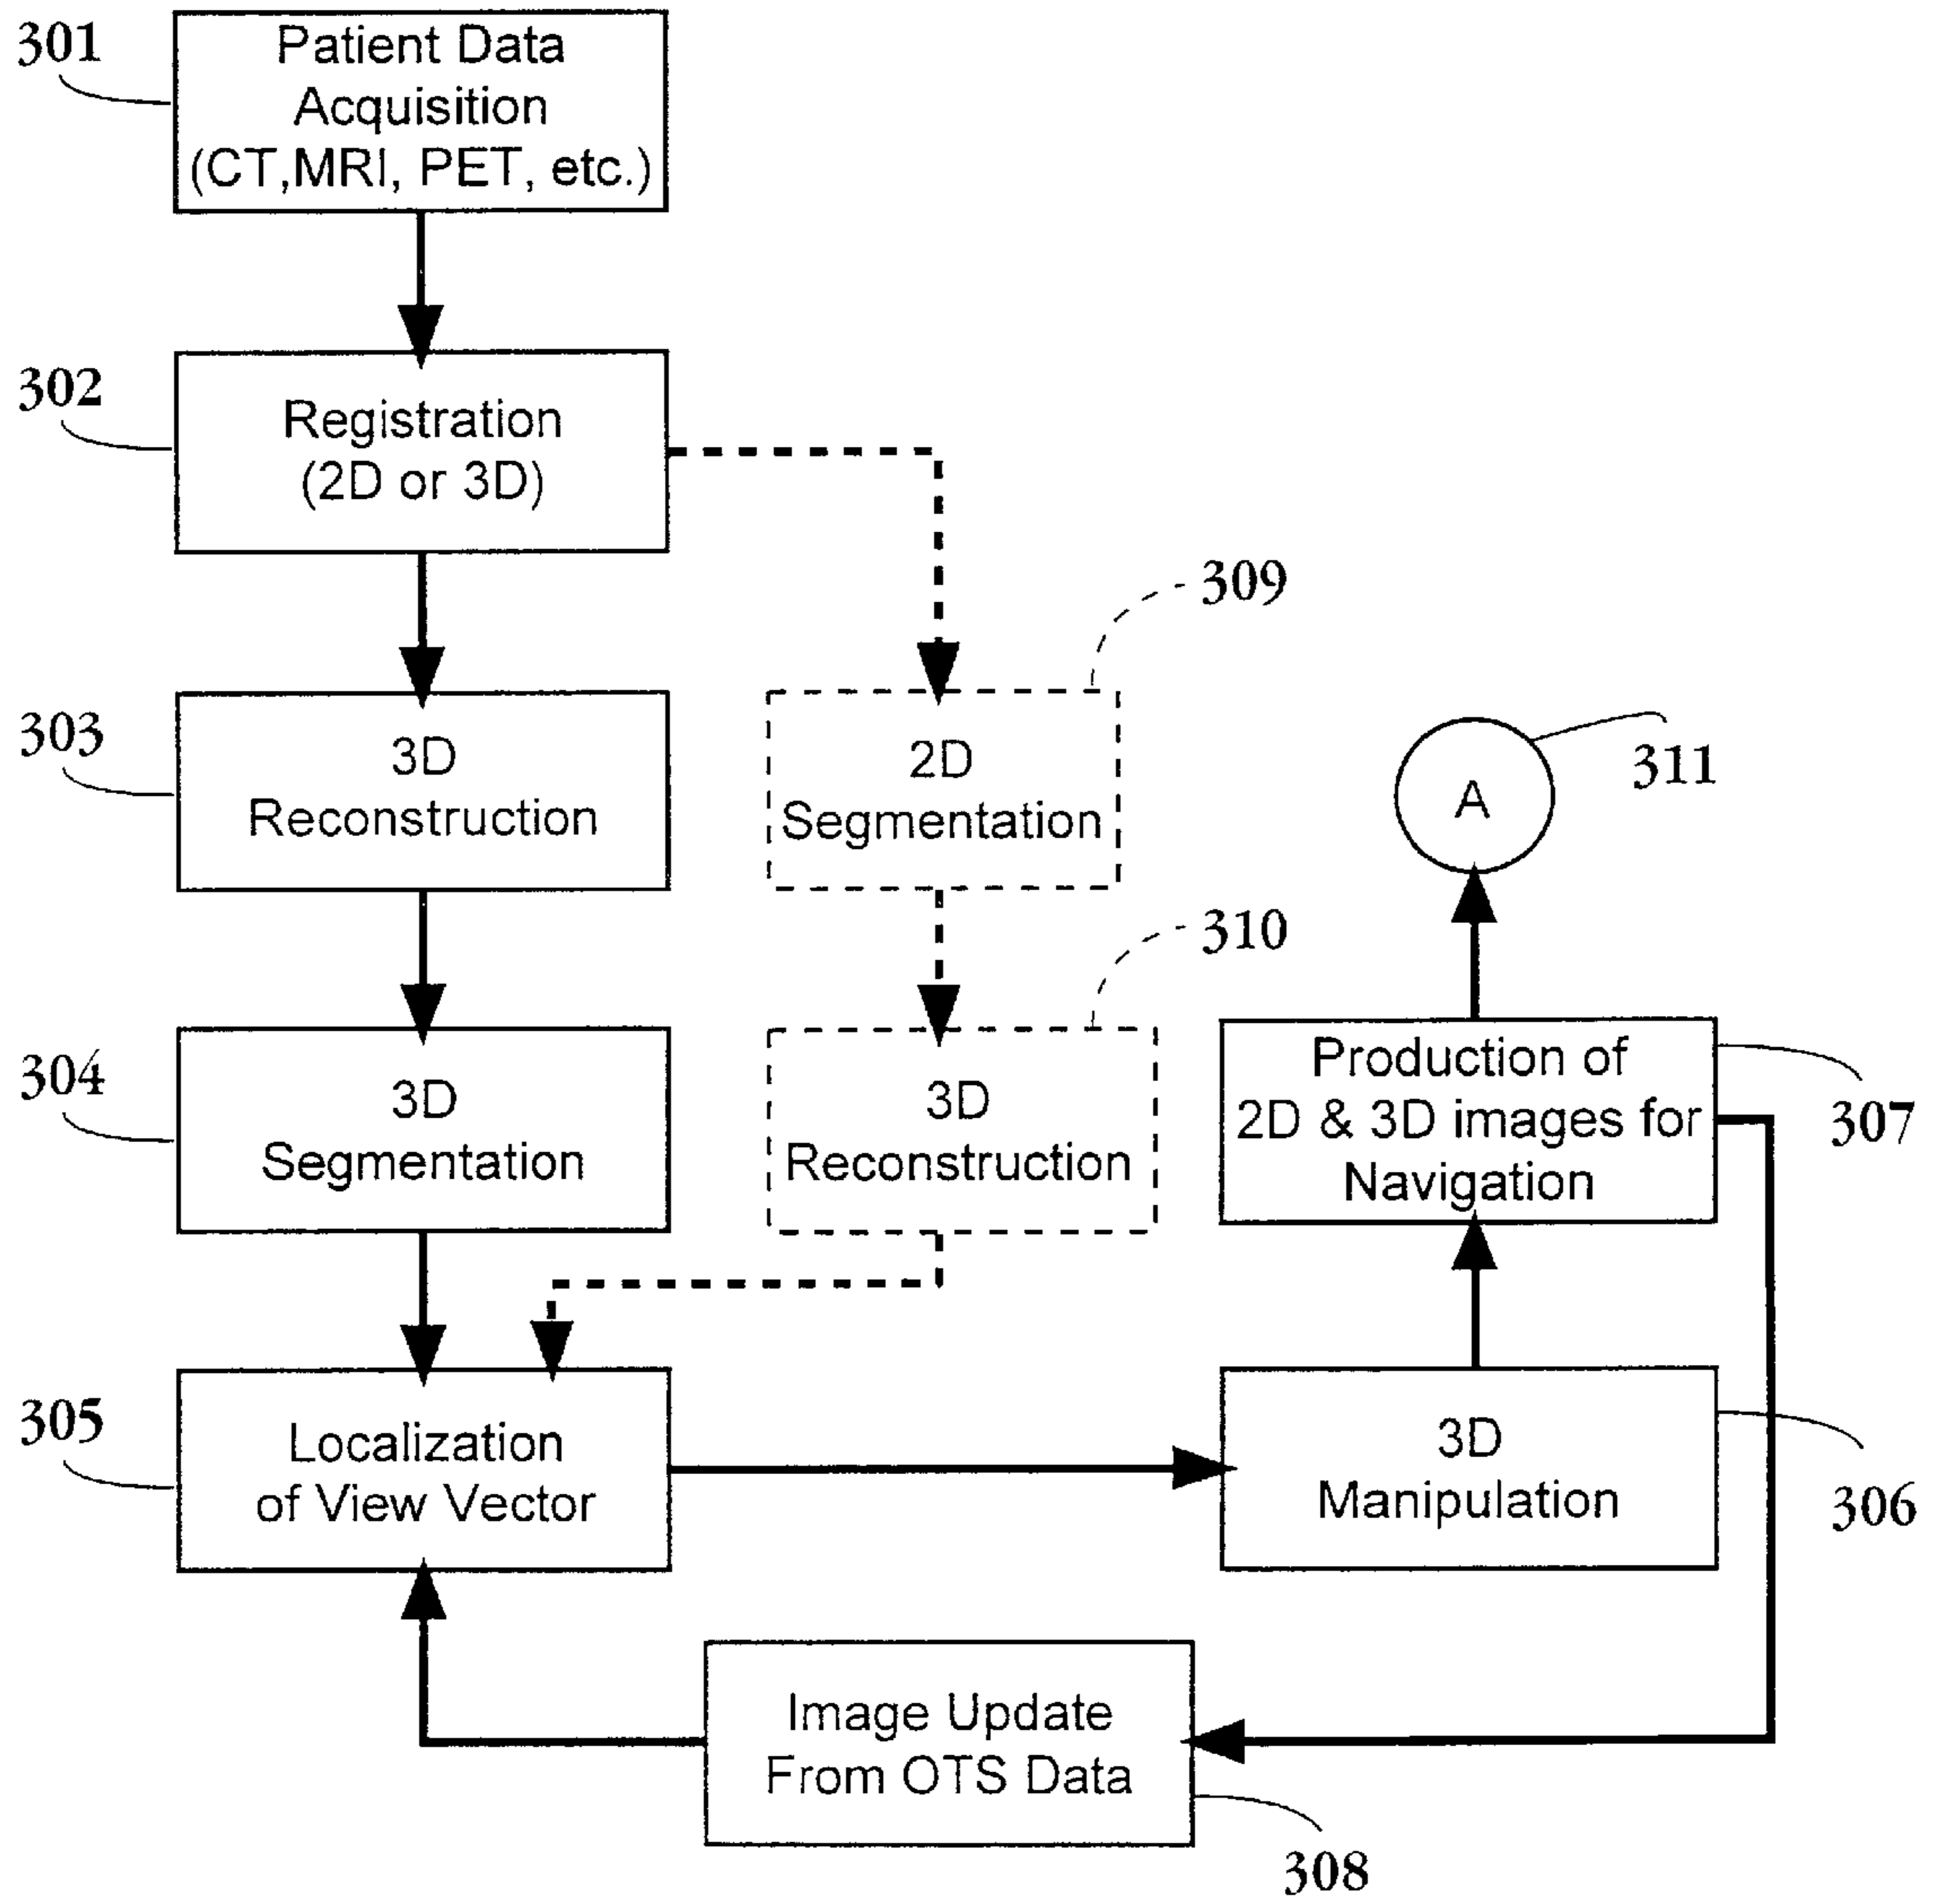 301
Patient Data
Acquisition
(CT,MRI, PET, etc.)
302
Registration
(2D or 3D)
309
303
3D
Reconstruction
2D
Segmentation
311
A
310
304
3D
Segmentation
3D
Reconstruction
Production of
2D & 3D images for
Navigation
307
305
Localization
of View Vector
3D
Manipulation
306
Image Update
From OTS Data
308